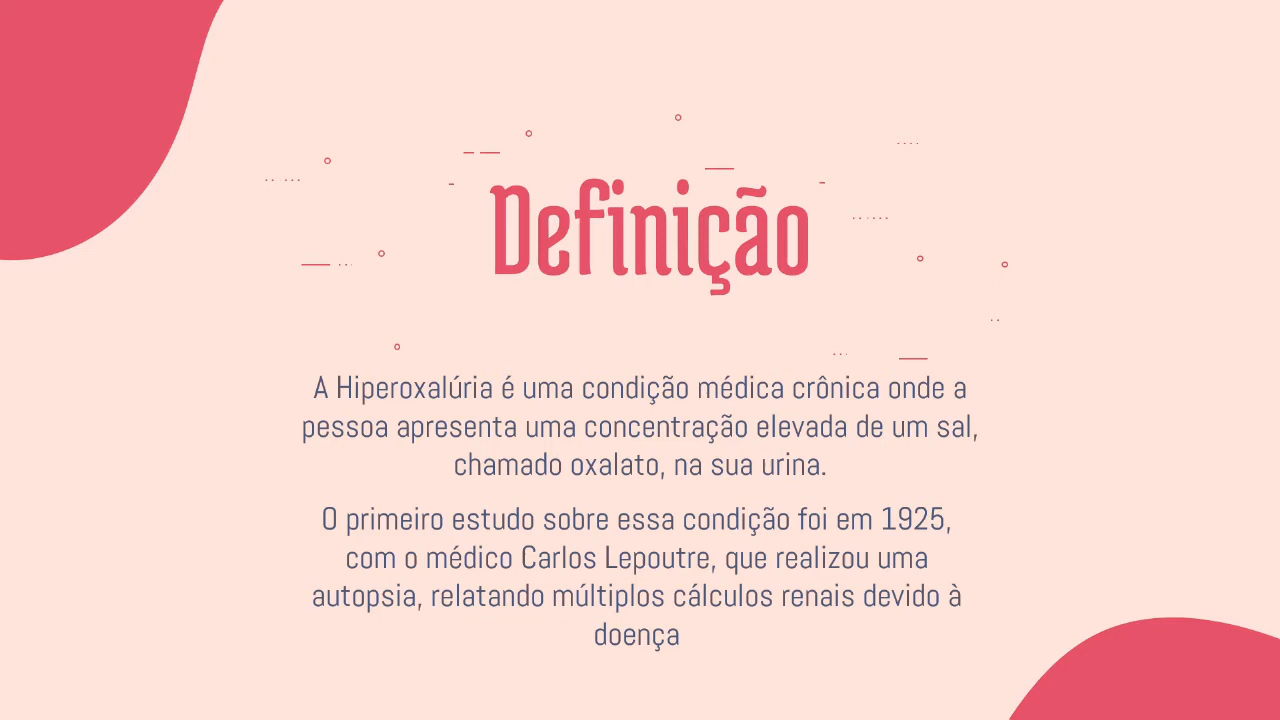 Definição
A Hiperoxalúria é uma condição médica crônica onde a
pessoa apresenta uma concentração elevada de um sal,
chamado oxalato, na sua urina.
O primeiro estudo sobre essa condição foi em 1925,
com o médico Carlos Lepoutre, que realizou uma
autopsia, relatando múltiplos cálculos renais devido à
doença